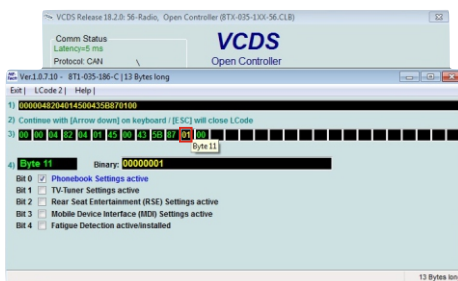 VCDS Release 18.2.0: 56-Radio, Open Controller (8TX-035-1XX-56.CLB)
Comm Status
Latency=5 ms
Protocol: CAN
VCDS
Open Controller
Ver.1.0.7.10 - 8T1-035-186-C | 13 Bytes long
Exit | LCode 2 | Help |
1) 00000482040145 00435B870100
2) Continue with [Arrow down] on keyboard / [ESC] will close LCode
3) 00 00 04 82 04 01 45 00 43 5B 87 01 00
Byte 11
4) Byte 11 Binary: 00000001
Bit 0 Phonebook Settings active
Bit 1 TV-Tuner Settings active
Bit 2 Rear Seat Entertainment (RSE) Settings active
Bit 3 Mobile Device Interface (MDI) Settings active
Bit 4 Fatigue Detection active/installed
13 Bytes lon